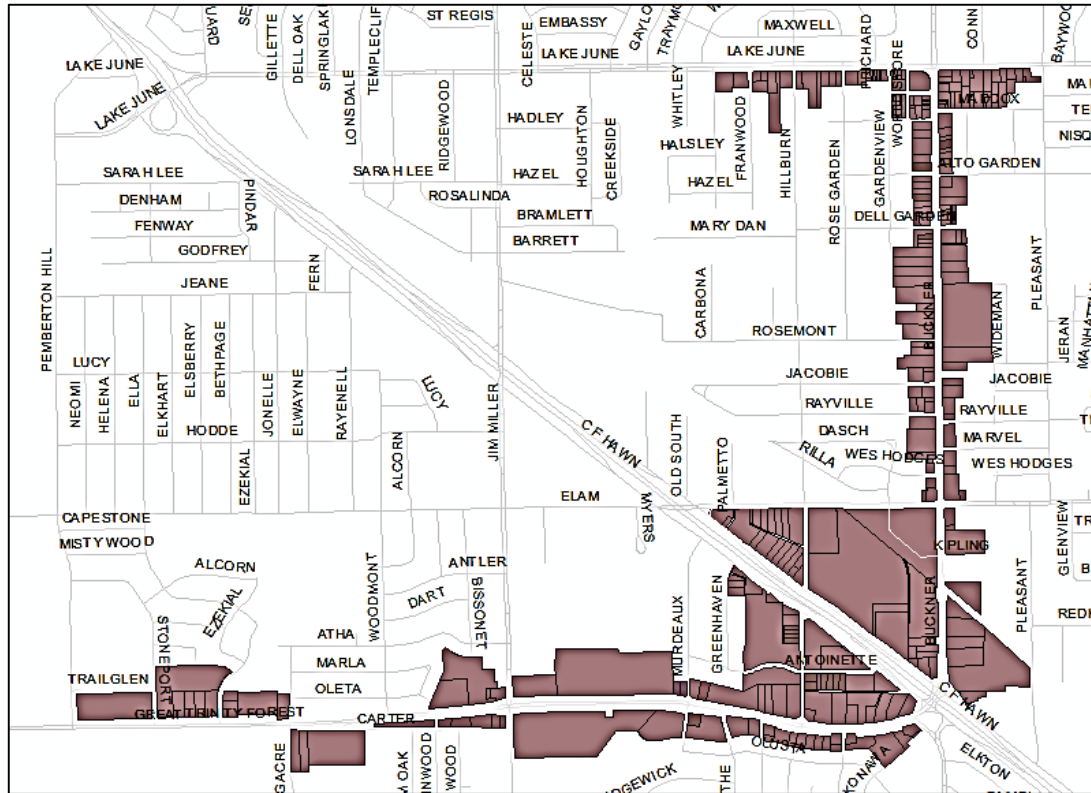 ST REGIS
EMBASSY
MAXWELL
LAKE JUNE
LAKE JUNE
LAKE JUNE
GILLETTE
DELL OAK
LONSDALE
RIDGEWOOD
CELESTE
WHITLEY
PRICHARD
CONN
HADLEY
HOUGHTON
CREEKSIDE
HALSLEY
FRANWOOD
HILLBURN
GARDENVIEW
MADDOX
SARAH LEE
SARAH LEE
HAZEL
HAZEL
ROSE GARDEN
ALTO GARDEN
DENHAM
PINDAR
ROSALINDA
BRAMLETT
MARY DAN
DELL GARDEN
FENWAY
GODFREY
BARRETT
JEANE
FERN
PEMBERTON HILL
CARBONA
ROSEMONT
BUCKNER
WIDEMAN
PLEASANT
JERAN
LUCY
NEOMI
HELENA
ELLA
ELKHART
ELSBERRY
BETHPAGE
JONELLE
ELWAYNE
RAYENELL
LUCY
JIM MILLER
JACOBIE
JACOBIE
RAYVILLE
RAYVILLE
HODDE
C F HAWN
DASCH
MARVEL
EZEKIAL
ALCORN
OLD SOUTH
PALMETTO
RILLA
WES HODGES
WES HODGES
ELAM
MYERS
CAPESTONE
MISTYWOOD
KIPLING
GLENVIEW
ALCORN
EZEKIAL
WOODMONT
ANTLER
DART
BISSONET
MURDEAUX
GREENHAVEN
BUCKNER
PLEASANT
STONEPORT
ATHA
MARLA
ANTOINETTE
TRAILGLEN
OLETA
C F HAWN
GREAT TRINITY FOREST
CARTER
OLUSTA
ELKTON